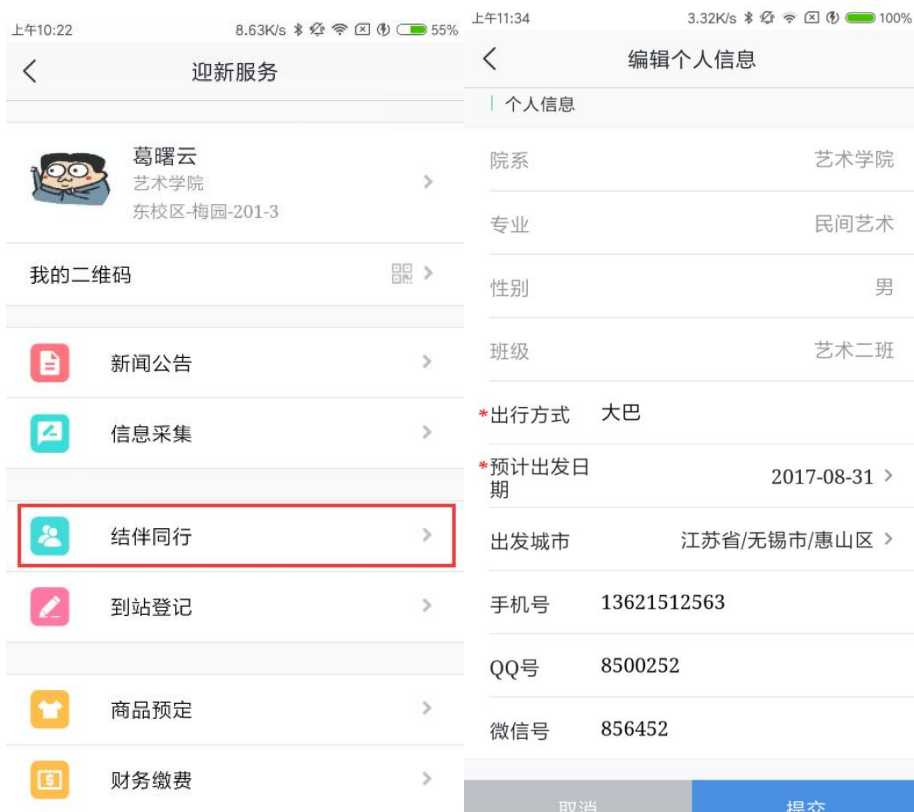 上午10:22
8.63K/s
55%
迎新服务
葛曙云
艺术学院
东校区-梅园-201-3
我的二维码
新闻公告
信息采集
结伴同行
到站登记
商品预定
财务缴费
上午11:34
3.32K/s
100%
编辑个人信息
个人信息
院系 艺术学院
专业 民间艺术
性别 男
班级 艺术二班
*出行方式 大巴
*预计出发日
期
2017-08-31
出发城市 江苏省/无锡市/惠山区
手机号 13621512563
QQ号 8500252
微信号 856452
取消
提交